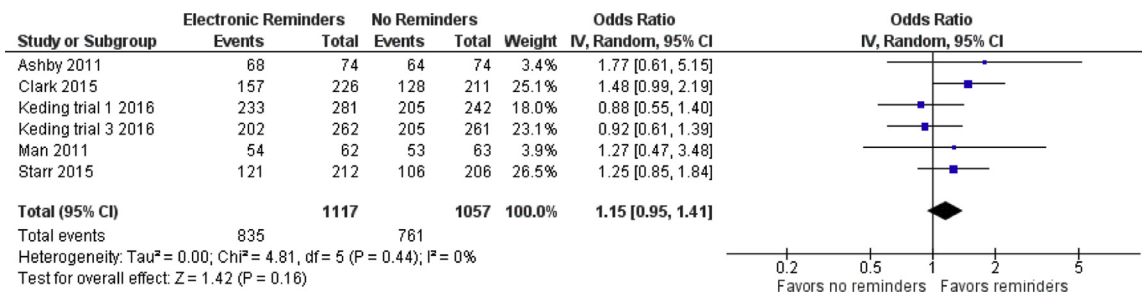 Electronic Reminders No Reminders Odds Ratio Odds Ratio
Study or Subgroup Events Total Events Total Weight IV, Random, 95% CI IV, Random, 95% CI
Ashby 2011 68 74 64 74 3.4% 1.77 [0.61, 5.15]
Clark 2015 157 226 128 211 25.1% 1.48 [0.99, 2.19]
Keding trial 1 2016 233 281 205 242 18.0% 0.88 [0.55, 1.40]
Keding trial 3 2016 202 262 205 261 23.1% 0.92 [0.61, 1.39]
Man 2011 54 62 53 63 3.9% 1.27 [0.47, 3.48]
Starr 2015 121 212 106 206 26.5% 1.25 [0.85, 1.84]
Total (95% CI) 1117 1057 100.0% 1.15 [0.95, 1.41]
Total events 835 761
Heterogeneity: Tau² = 0.00; Chi² = 4.81, df = 5 (P = 0.44); I² = 0%
Test for overall effect: Z = 1.42 (P = 0.16)
0.2 0.5 1 2 5
Favors no reminders Favors reminders